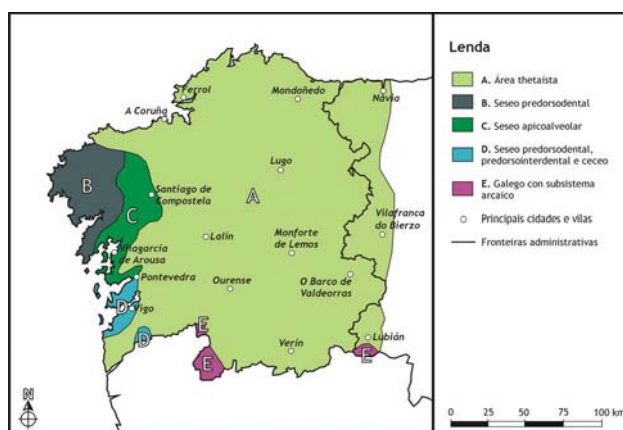 Ferrol
Mondoñedo
Navia
A Coruña
Lugo
B
Santiago de
Compostela
A
C
Vilafranca
do Bierzo
Lalín
Monforte
de Lemos
Vilagarcía
de Arousa
Pontevedra
Ourense
O Barco de
Valdeorras
D
Vigo
E
D
Lubián
Verín
E
E
N
Lenda
A. Área thetaísta
B. Seseo predorsodental
C. Seseo apicoalveolar
D. Seseo predorsodental,
predorsointerdental e ceceo
E. Galego con subsistema
arcaico
Principais cidades e vilas
Fronteiras administrativas
0 25 50 75 100 km